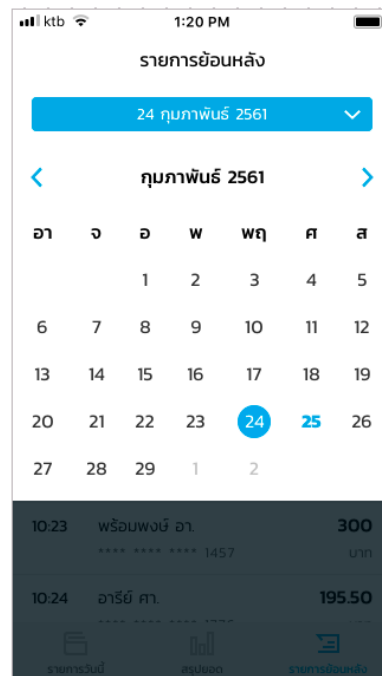 ktb 1:20 PM
รายการย้อนหลัง
24 กุมภาพันธ์ 2561
กุมภาพันธ์ 2561
อา จ อ พ พฤ ศ ส
1 2 3 4 5
6 7 8 9 10 11 12
13 14 15 16 17 18 19
20 21 22 23 24 25 26
27 28 29 1 2
10:23 พร้อมพงษ์ อา. 300
**** **** **** 1457 บาท
10:24 อารีย์ ศา. 195.50
รายการวันนี้ สรุปยอด รายการย้อนหลัง